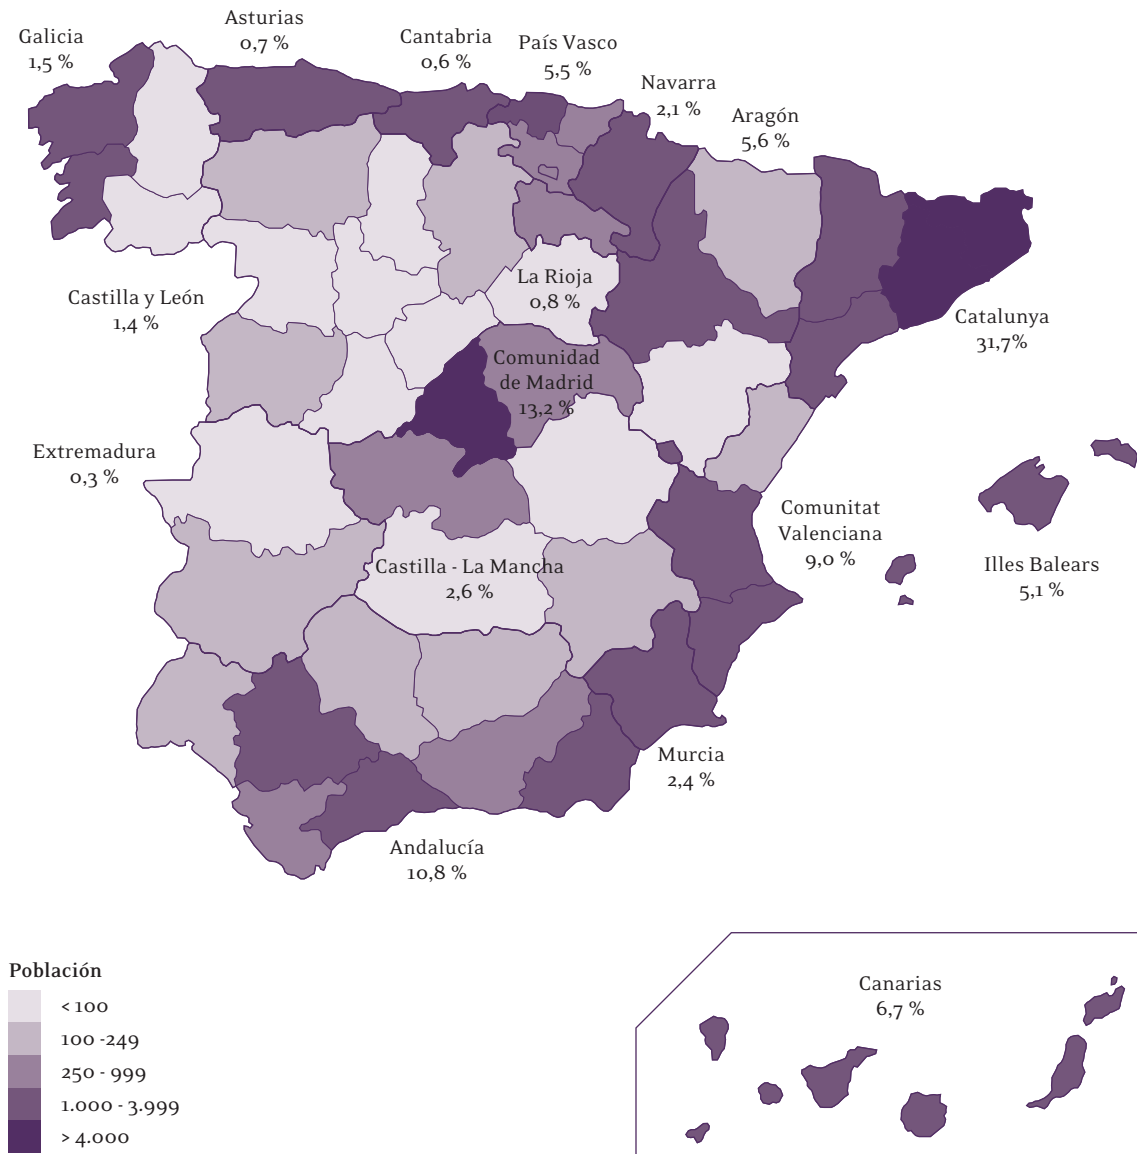 Asturias
0,7 %
Galicia
1,5 %
Cantabria
0,6 %
País Vasco
5,5 %
Navarra
2,1 %
Aragón
5,6 %
La Rioja
0,8 %
Castilla y León
1,4 %
Catalunya
31,7%
Comunidad
de Madrid
13,2 %
Extremadura
0,3 %
Comunitat
Valenciana
9,0 %
Illes Balears
5,1 %
Castilla - La Mancha
2,6 %
Murcia
2,4 %
Andalucía
10,8 %
Canarias
6,7 %
Población
< 100
100 -249
250 - 999
1.000 - 3.999
> 4.000